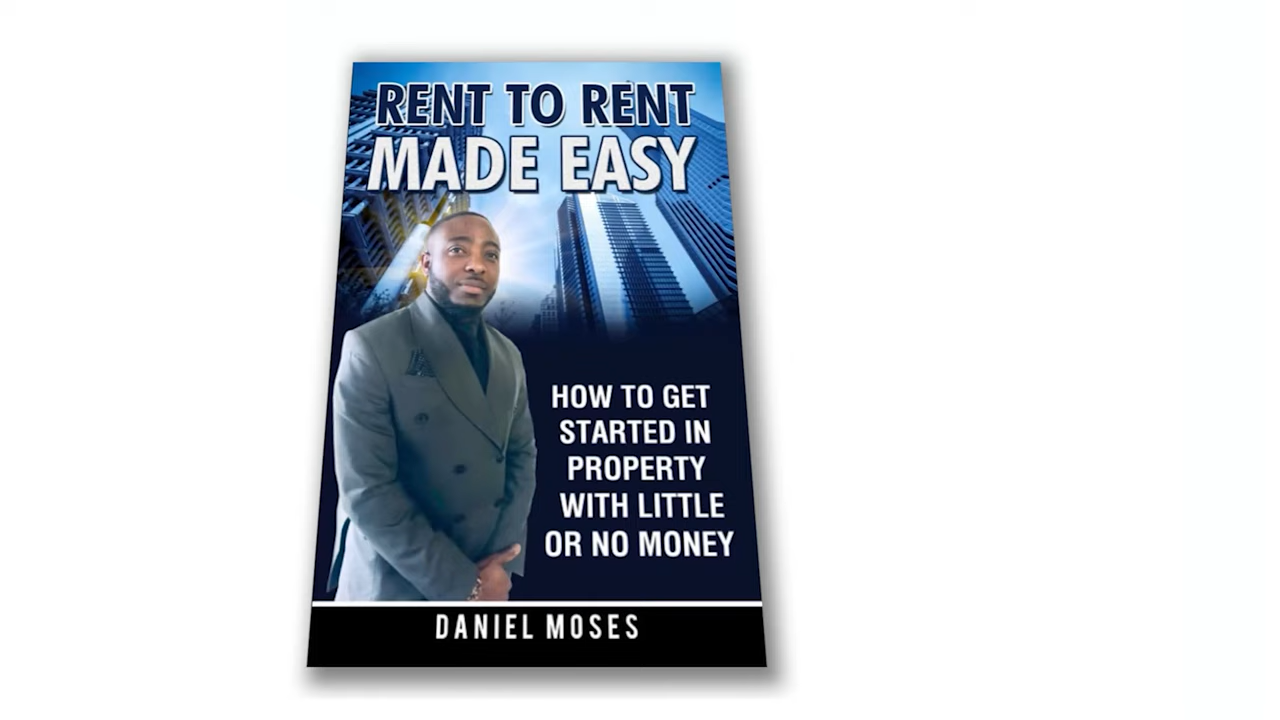 RENT TO RENT
MADE EASY
HOW TO GET
STARTED IN
PROPERTY
WITH LITTLE
OR NO MONEY
DANIEL MOSES